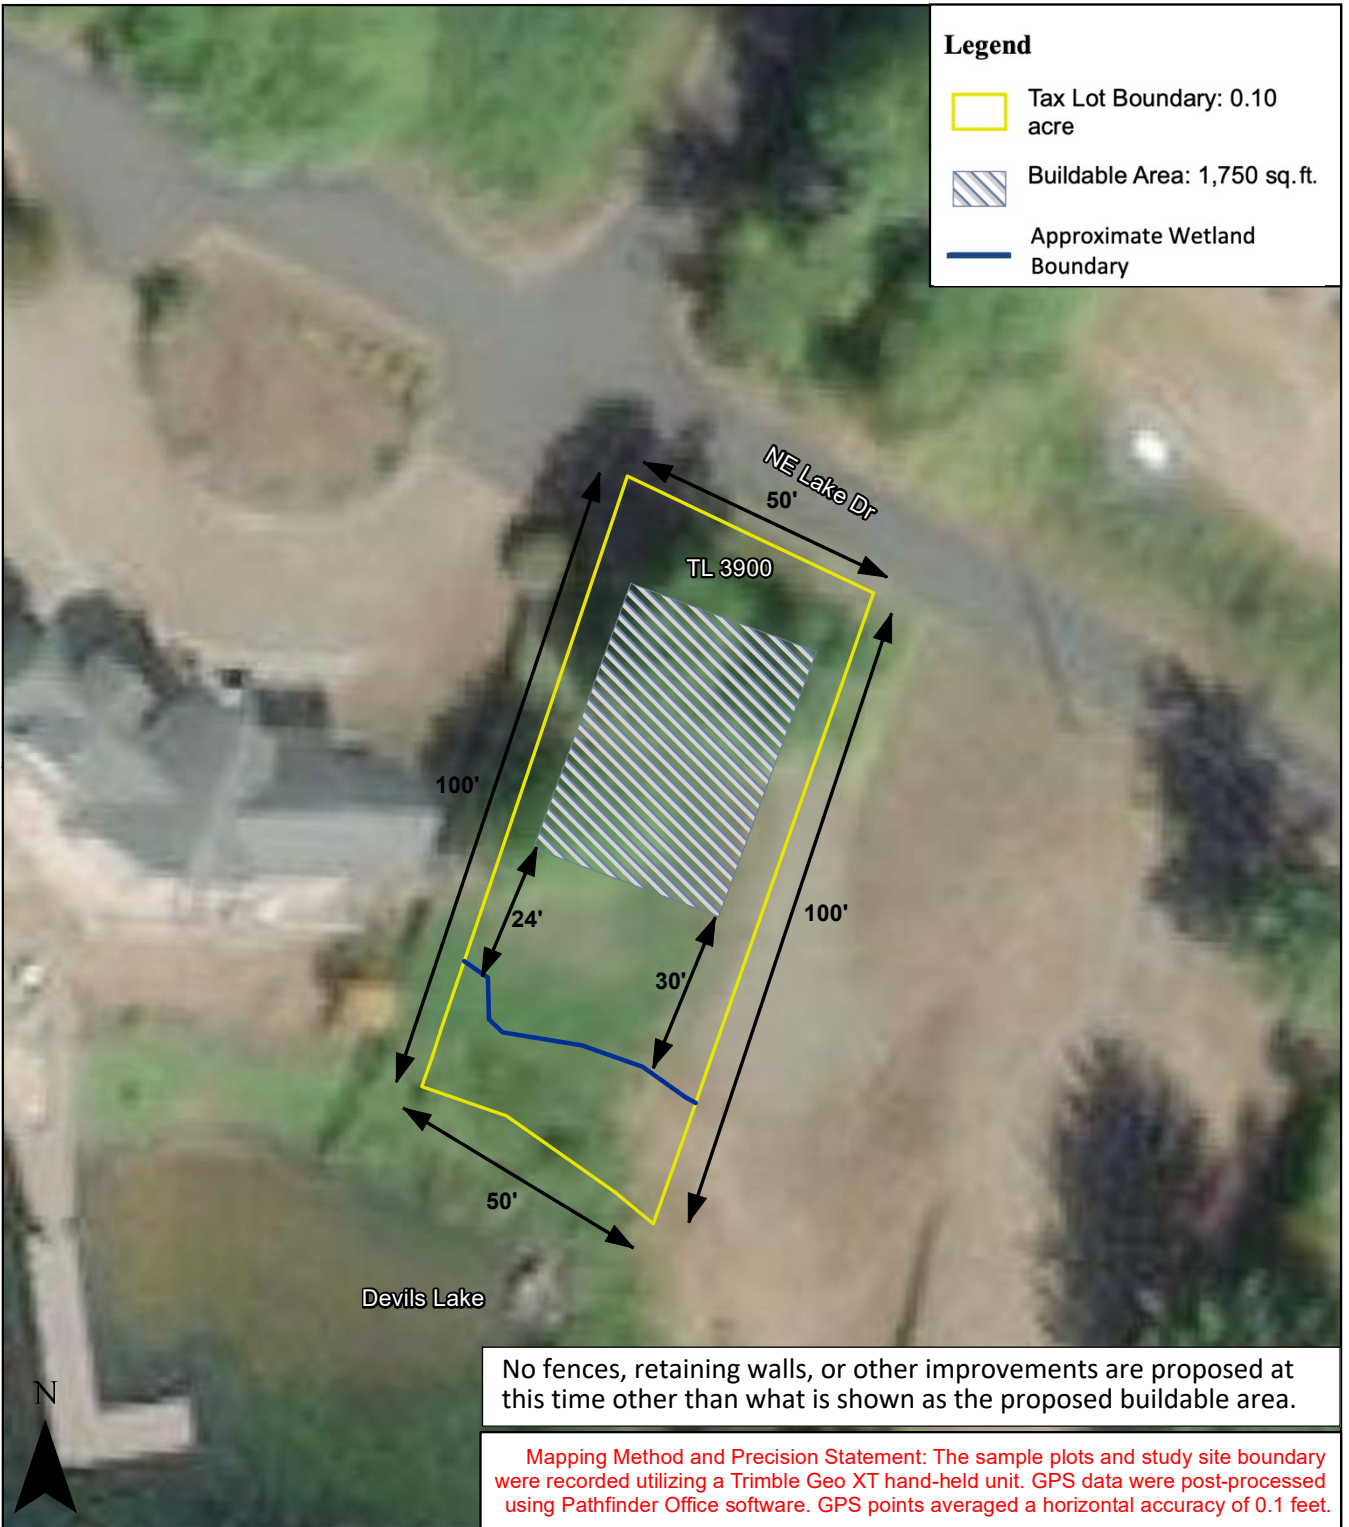 Legend
Tax Lot Boundary: 0.10
acre
Buildable Area: 1,750 sq.ft.
Approximate Wetland
Boundary
NE Lake Dr
50'
TL 3900
100'
100'
24'
30'
50'
Devils Lake
N
No fences, retaining walls, or other improvements are proposed at
this time other than what is shown as the proposed buildable area.
Mapping Method and Precision Statement: The sample plots and study site boundary
were recorded utilizing a Trimble Geo XT hand-held unit. GPS data were post-processed
using Pathfinder Office software. GPS points averaged a horizontal accuracy of 0.1 feet.